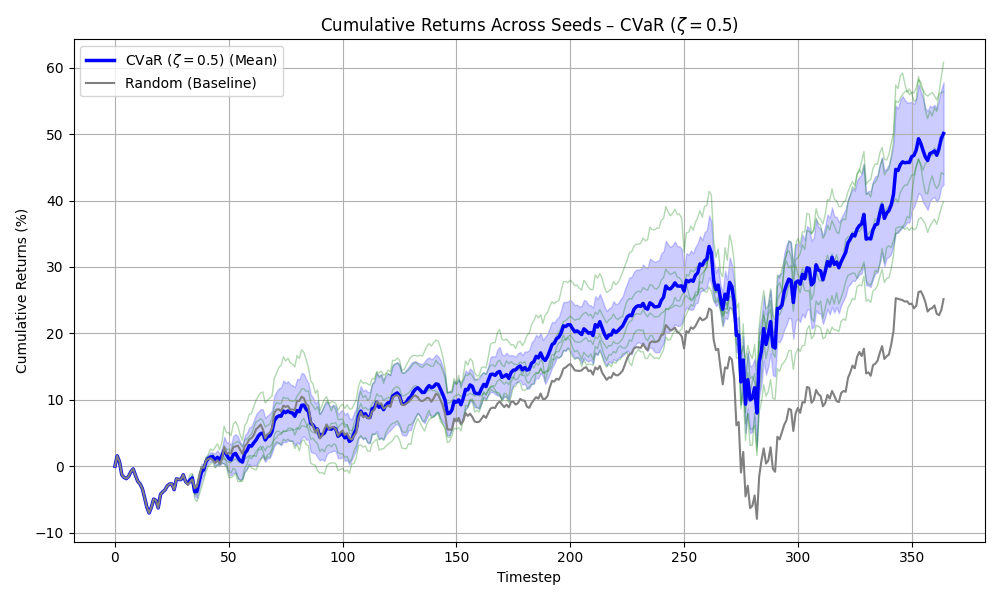 Cumulative Returns Across Seeds – CVaR (ζ = 0.5)
CVaR (ζ = 0.5) (Mean)
Random (Baseline)
Cumulative Returns (%)
60
50
40
30
20
10
0
−10
0 50 100 150 200 250 300 350
Timestep